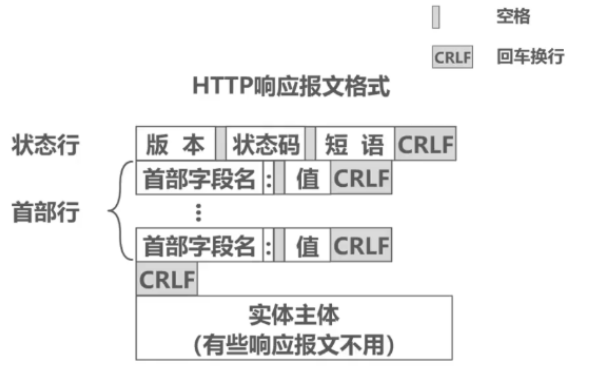 空格
CRLF 回车换行
HTTP响应报文格式
状态行 版 本 状态码 短 语 CRLF
首部字段名 : 值 CRLF
首部行 ⋮
首部字段名 : 值 CRLF
CRLF
实体主体
（有些响应报文不用）